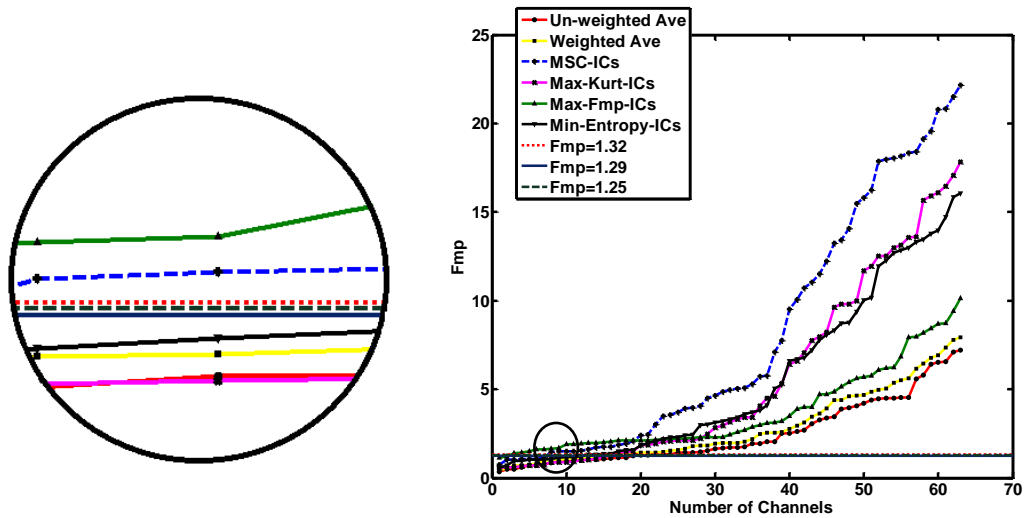 Un-weighted Ave
Weighted Ave
MSC-ICs
Max-Kurt-ICs
Max-Fmp-ICs
Min-Entropy-ICs
Fmp=1.32
Fmp=1.29
Fmp=1.25
25
20
15
10
5
0
Fmp
0 10 20 30 40 50 60 70
Number of Channels